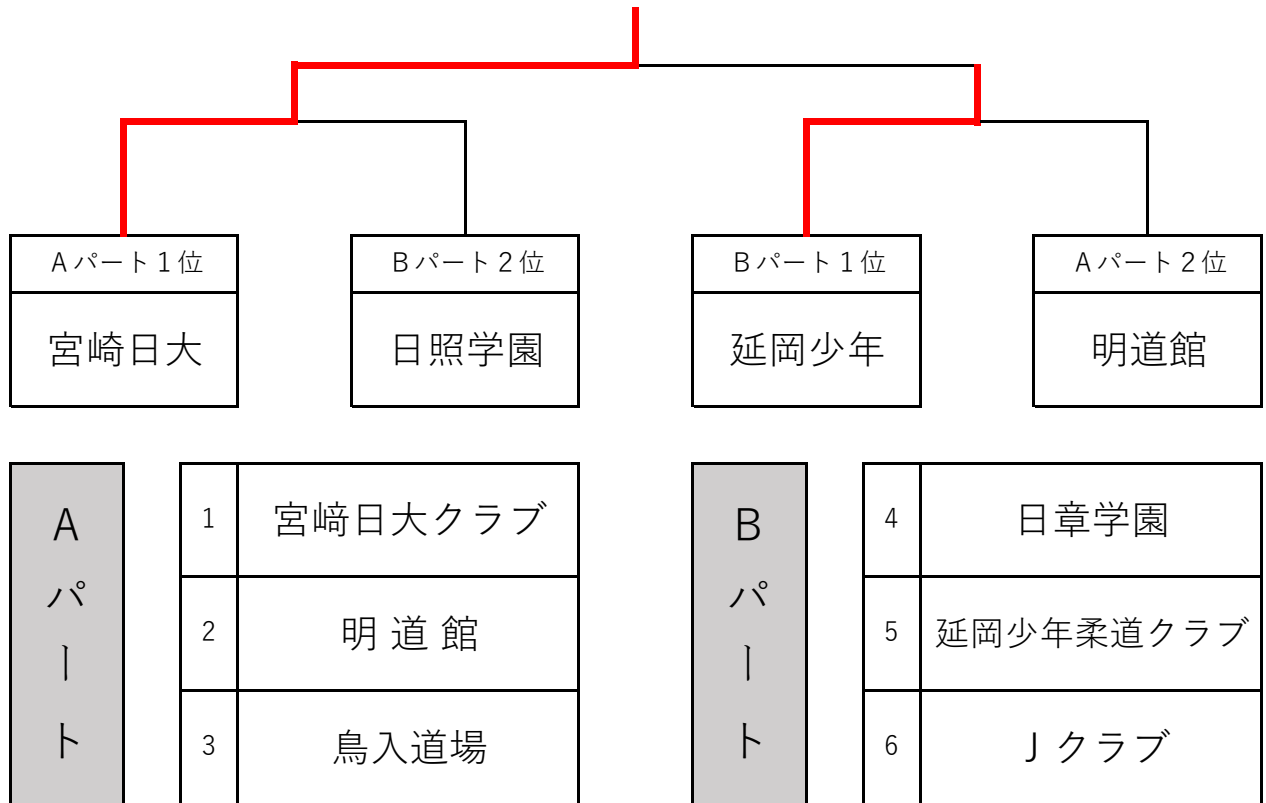 Aパート1位
Bパート2位
Bパート1位
Aパート2位
宮崎日大
日照学園
延岡少年
明道館
Aパート
1 宮﨑日大クラブ
2 明道館
3 鳥入道場
Bパート
4 日章学園
5 延岡少年柔道クラブ
6 Jクラブ